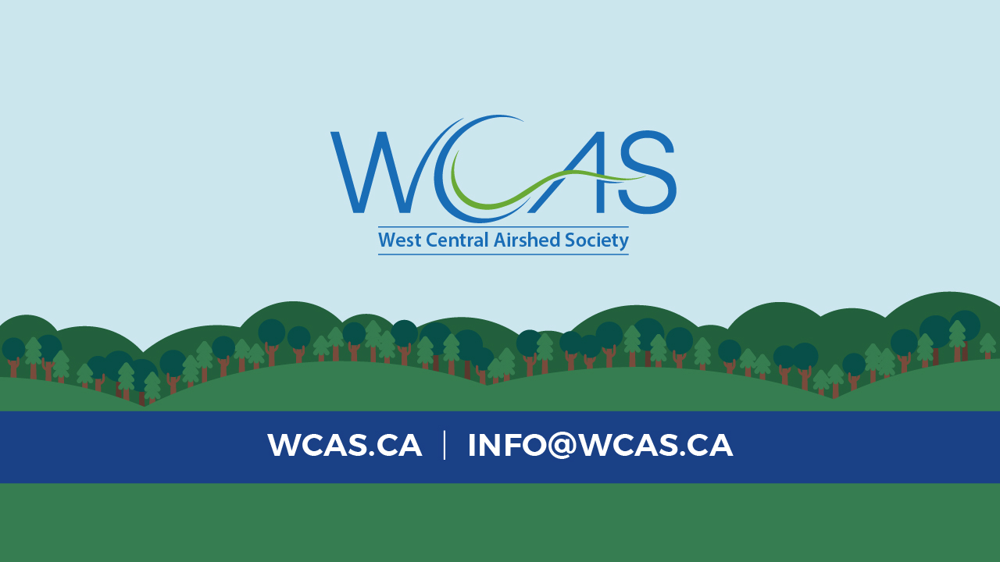 WCAS
West Central Airshed Society
WCAS.CA | INFO@WCAS.CA